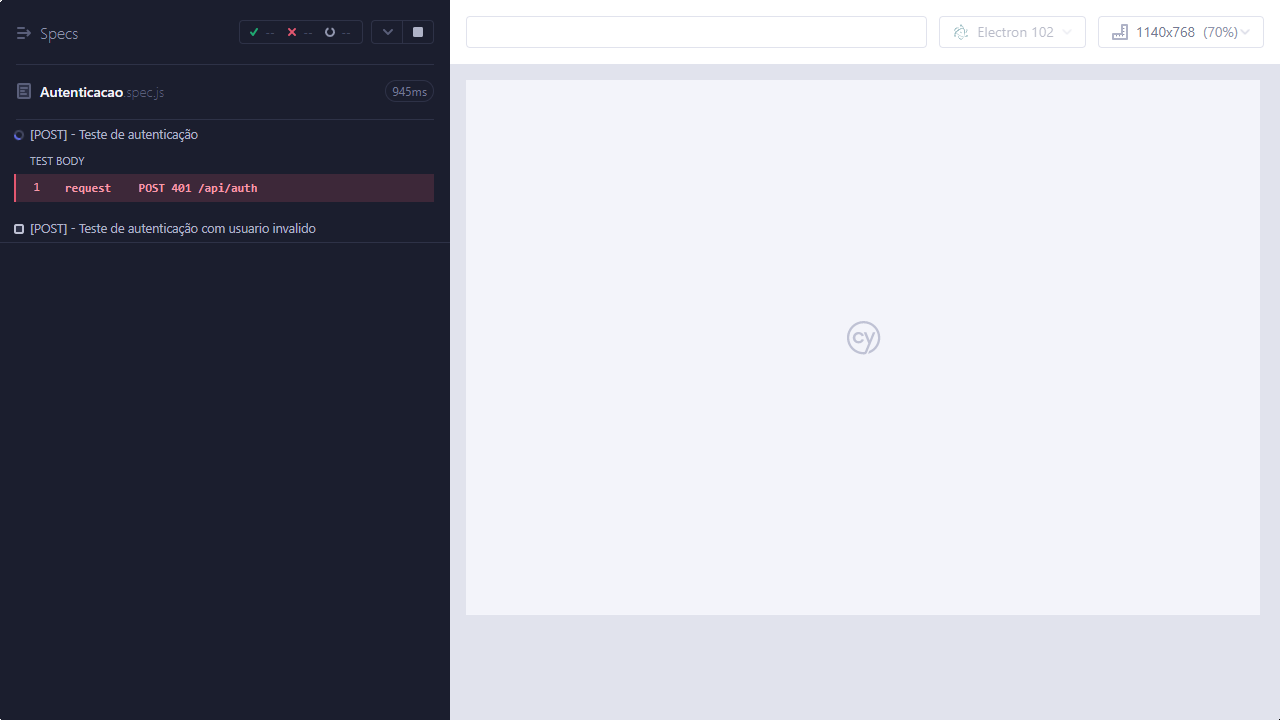 Specs
--
--
--
Autenticacao spec.js
945ms
[POST] - Teste de autenticação
TEST BODY
1 request POST 401 /api/auth
[POST] - Teste de autenticação com usuario invalido
Electron 102
1140x768 (70%)
cy